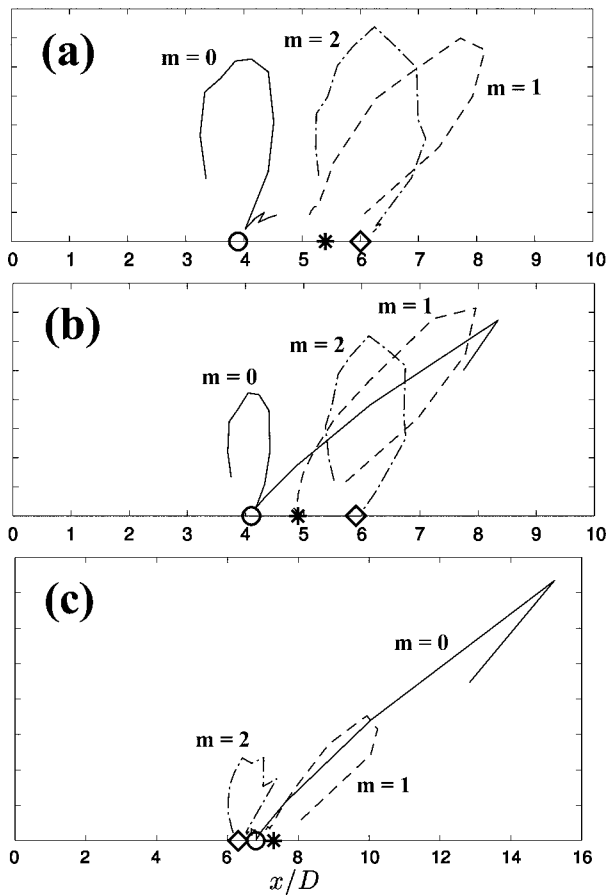 (a)
m = 0
m = 2
m = 1
0 1 2 3 4 5 6 7 8 9 10
(b)
m = 0
m = 2
m = 1
0 1 2 3 4 5 6 7 8 9 10
(c)
m = 2
m = 0
m = 1
0 2 4 6 8 10 12 14 16
x/D